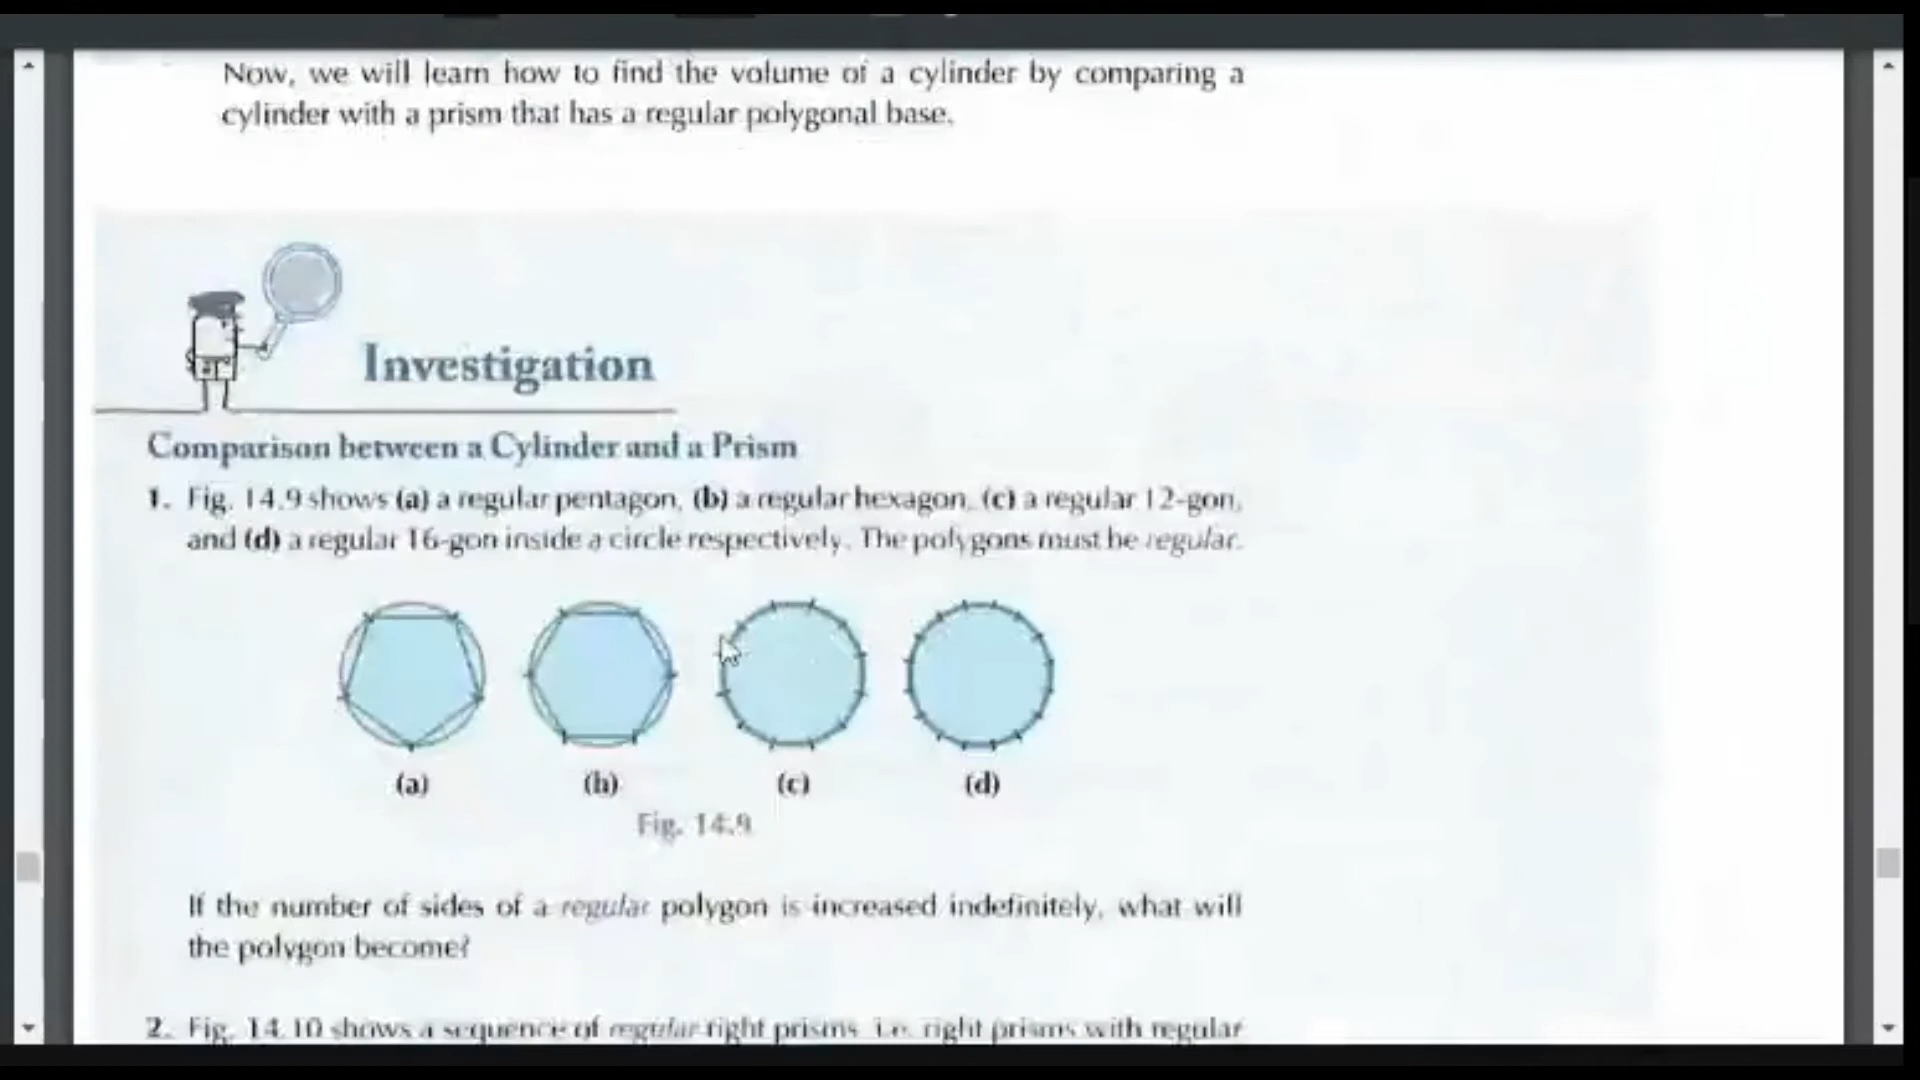 Now, we will learn how to find the volume of a cylinder by comparing a
cylinder with a prism that has a regular polygonal base.
Investigation
Comparison between a Cylinder and a Prism
1. Fig. 14.9 shows (a) a regular pentagon, (b) a regular hexagon, (c) a regular 12-gon,
and (d) a regular 16-gon inside a circle respectively. The polygons must be regular.
(a) (b) (c) (d)
Fig. 14.9
If the number of sides of a regular polygon is increased indefinitely, what will
the polygon become?
2. Fig. 14.10 shows a sequence of regular right prisms, i.e. right prisms with regular